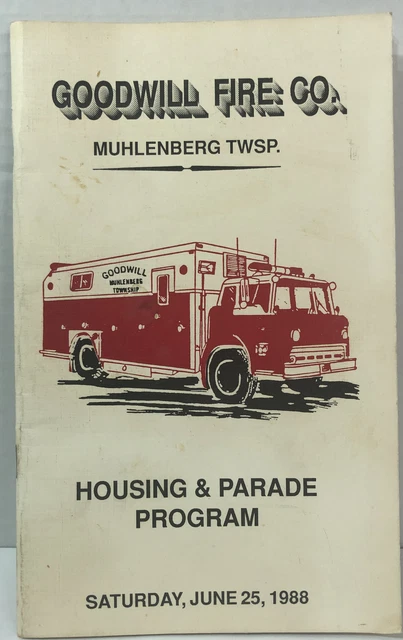 GOODWILL FIRE CO.
MUHLENBERG TWSP.
GOODWILL
MUHLENBERG
TOWNSHIP
HOUSING & PARADE
PROGRAM
SATURDAY, JUNE 25, 1988